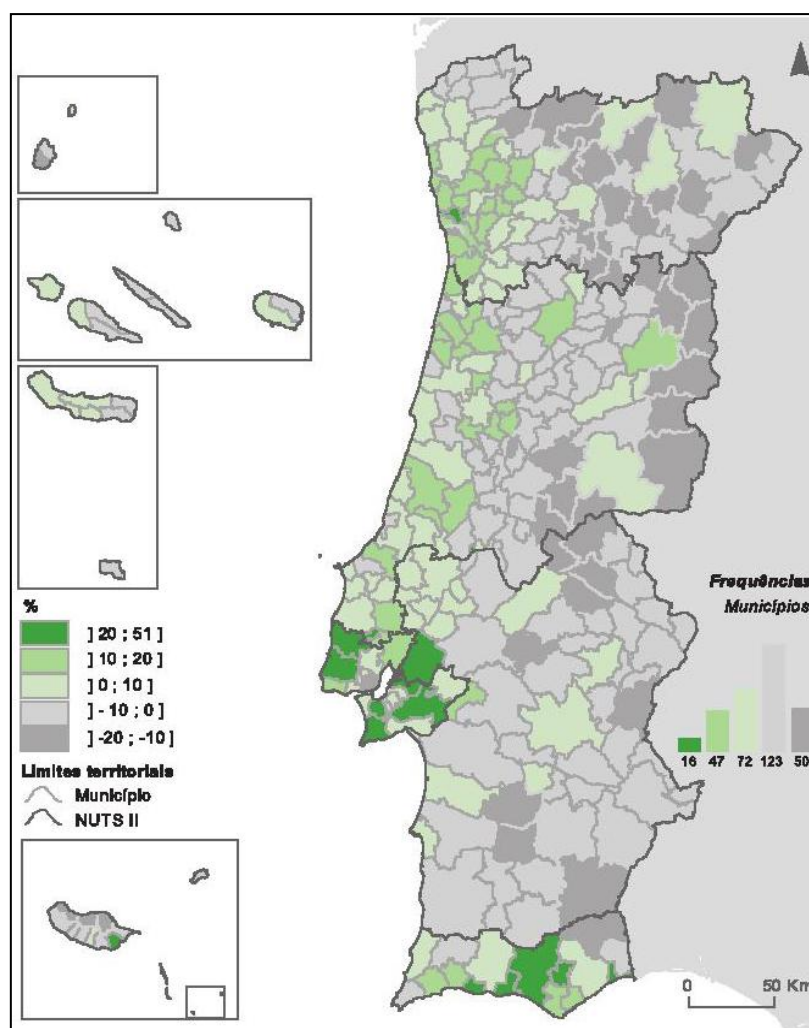 %
] 20 ; 51 ]
] 10 ; 20 ]
] 0 ; 10 ]
] - 10 ; 0 ]
] -20 ; -10 ]
Limites territoriais
Município
NUTS II
Frequências
Municípios
16 47 72 123 50
0 50 Km